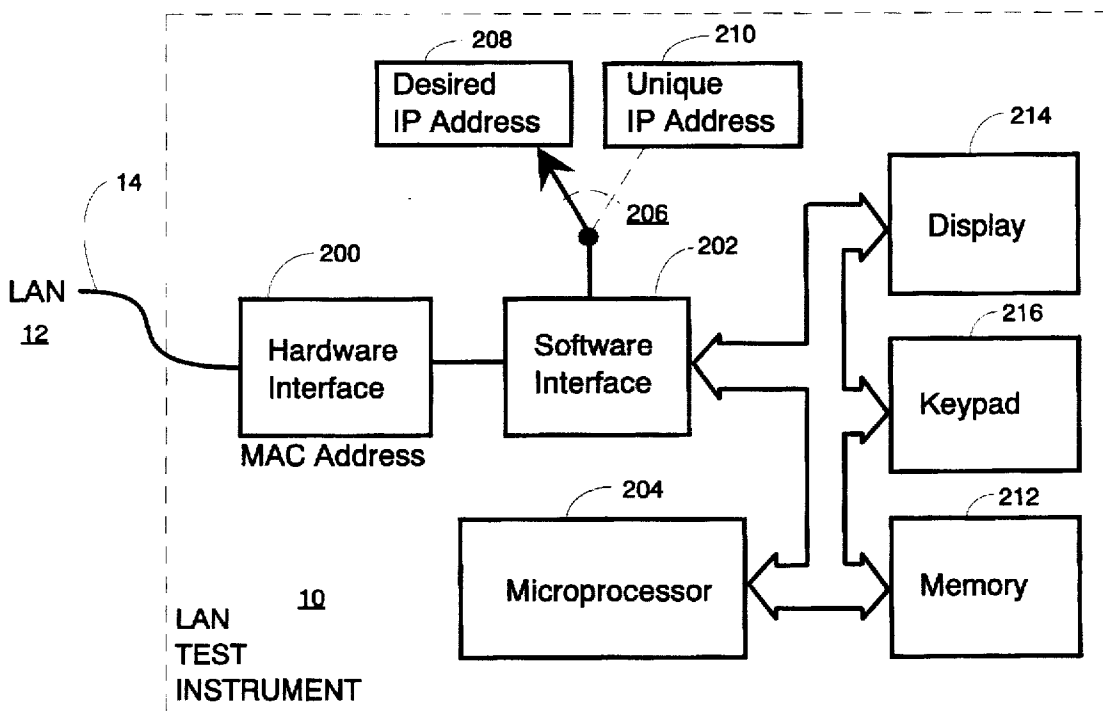 208
210
Desired
IP Address
Unique
IP Address
214
14
206
Display
200
202
LAN
12
Hardware
Interface
Software
Interface
216
Keypad
MAC Address
204
212
Microprocessor
Memory
10
LAN
TEST
INSTRUMENT